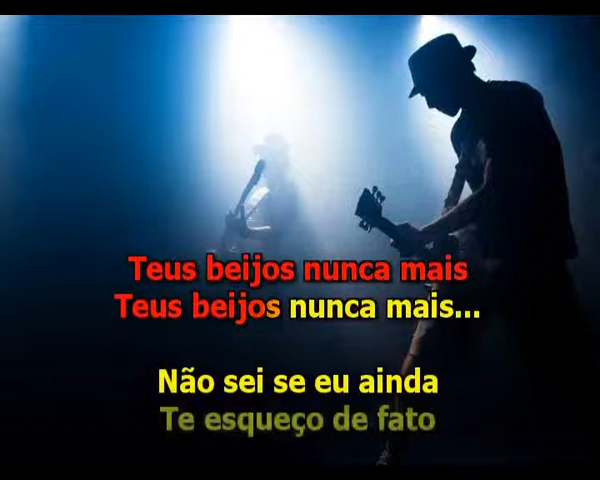 Teus beijos nunca mais
Teus beijos nunca mais...
Não sei se eu ainda
Te esqueço de fato